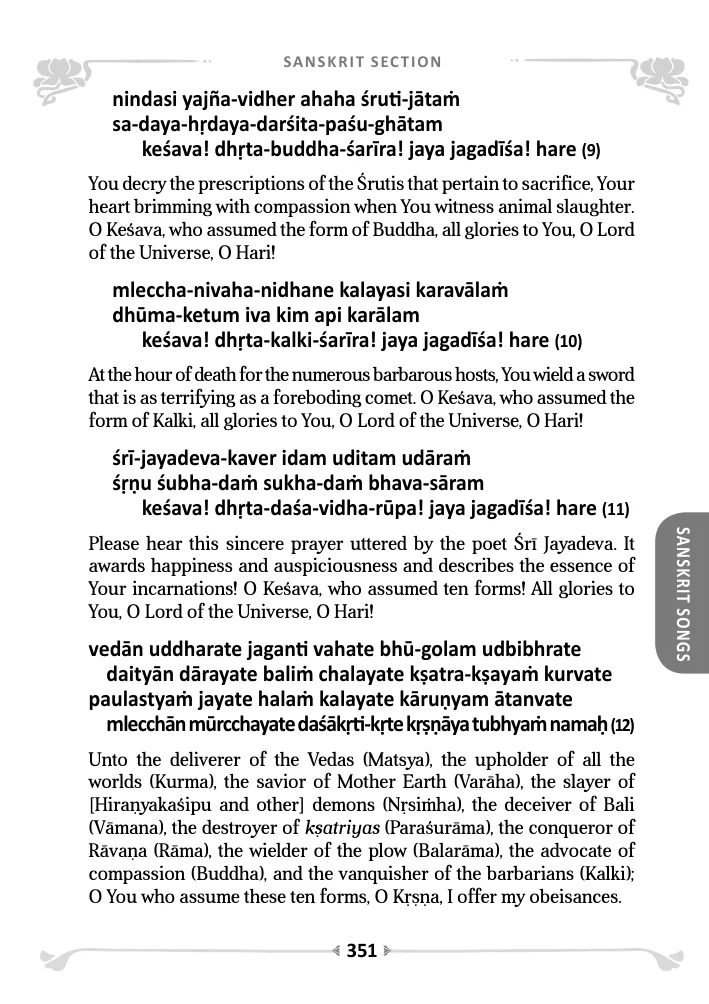 SANSKRIT SECTION
nindasi yajña-vidher ahaha śruti-jātaṁ
sa-daya-hṛdaya-darśita-paśu-ghātam
keśava! dhṛta-buddha-śarīra! jaya jagadīśa! hare (9)
You decry the prescriptions of the Śrutis that pertain to sacrifice, Your
heart brimming with compassion when You witness animal slaughter.
O Keśava, who assumed the form of Buddha, all glories to You, O Lord
of the Universe, O Hari!
mleccha-nivaha-nidhane kalayasi karavālaṁ
dhūma-ketum iva kim api karālam
keśava! dhṛta-kalki-śarīra! jaya jagadīśa! hare (10)
At the hour of death for the numerous barbarous hosts, You wield a sword
that is as terrifying as a foreboding comet. O Keśava, who assumed the
form of Kalki, all glories to You, O Lord of the Universe, O Hari!
śrī-jayadeva-kaver idam uditam udāraṁ
śṛṇu śubha-daṁ sukha-daṁ bhava-sāram
keśava! dhṛta-daśa-vidha-rūpa! jaya jagadīśa! hare (11)
Please hear this sincere prayer uttered by the poet Śrī Jayadeva. It
awards happiness and auspiciousness and describes the essence of
Your incarnations! O Keśava, who assumed ten forms! All glories to
You, O Lord of the Universe, O Hari!
vedān uddharate jaganti vahate bhū-golam udbibhrate
daityān dārayate baliṁ chalayate kṣatra-kṣayaṁ kurvate
paulastyaṁ jayate halaṁ kalayate kāruṇyam ātanvate
mlecchān mūrcchayate daśākṛti-kṛte kṛṣṇāya tubhyaṁ namaḥ (12)
Unto the deliverer of the Vedas (Matsya), the upholder of all the
worlds (Kurma), the savior of Mother Earth (Varāha), the slayer of
[Hiraṇyakaśipu and other] demons (Nṛsiṁha), the deceiver of Bali
(Vāmana), the destroyer of kṣatriyas (Paraśurāma), the conqueror of
Rāvaṇa (Rāma), the wielder of the plow (Balarāma), the advocate of
compassion (Buddha), and the vanquisher of the barbarians (Kalki);
O You who assume these ten forms, O Kṛṣṇa, I offer my obeisances.
SANSKRIT SONGS
351